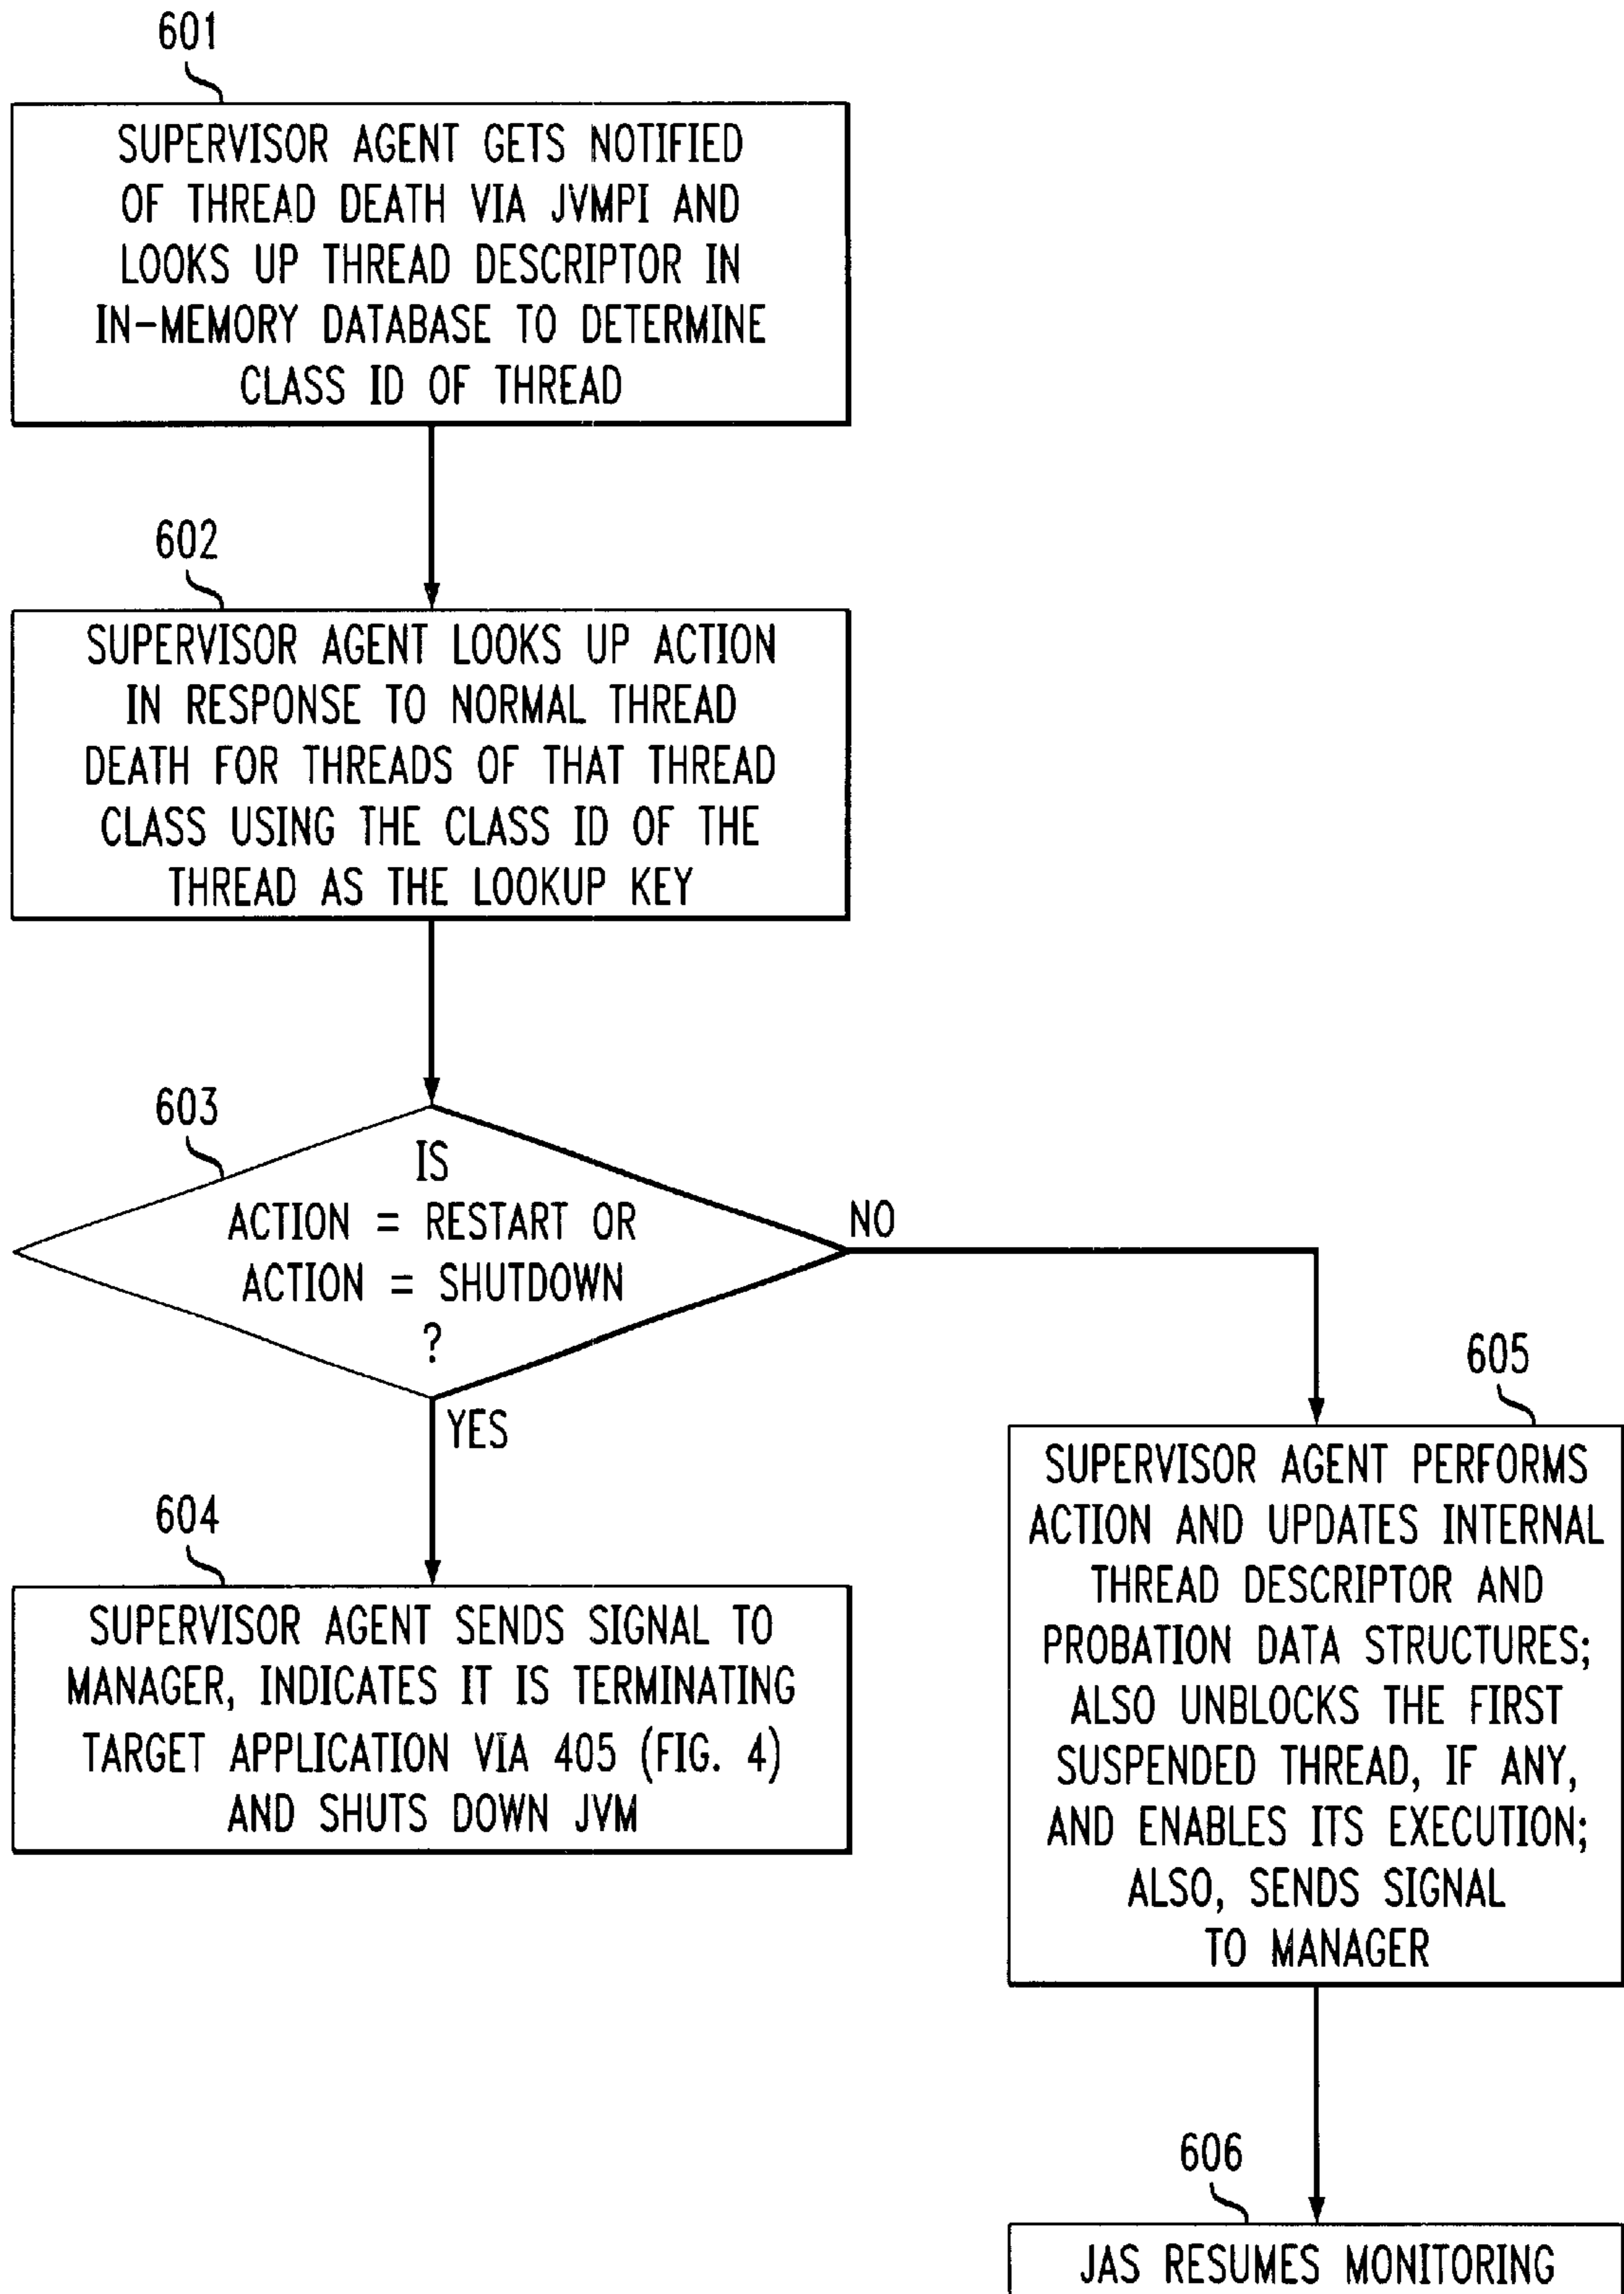 601
SUPERVISOR AGENT GETS NOTIFIED
OF THREAD DEATH VIA JVMPI AND
LOOKS UP THREAD DESCRIPTOR IN
IN-MEMORY DATABASE TO DETERMINE
CLASS ID OF THREAD
602
SUPERVISOR AGENT LOOKS UP ACTION
IN RESPONSE TO NORMAL THREAD
DEATH FOR THREADS OF THAT THREAD
CLASS USING THE CLASS ID OF THE
THREAD AS THE LOOKUP KEY
603
IS
ACTION = RESTART OR
ACTION = SHUTDOWN
?
NO
YES
604
SUPERVISOR AGENT SENDS SIGNAL TO
MANAGER, INDICATES IT IS TERMINATING
TARGET APPLICATION VIA 405 (FIG. 4)
AND SHUTS DOWN JVM
605
SUPERVISOR AGENT PERFORMS
ACTION AND UPDATES INTERNAL
THREAD DESCRIPTOR AND
PROBATION DATA STRUCTURES;
ALSO UNBLOCKS THE FIRST
SUSPENDED THREAD, IF ANY,
AND ENABLES ITS EXECUTION;
ALSO, SENDS SIGNAL
TO MANAGER
606
JAS RESUMES MONITORING